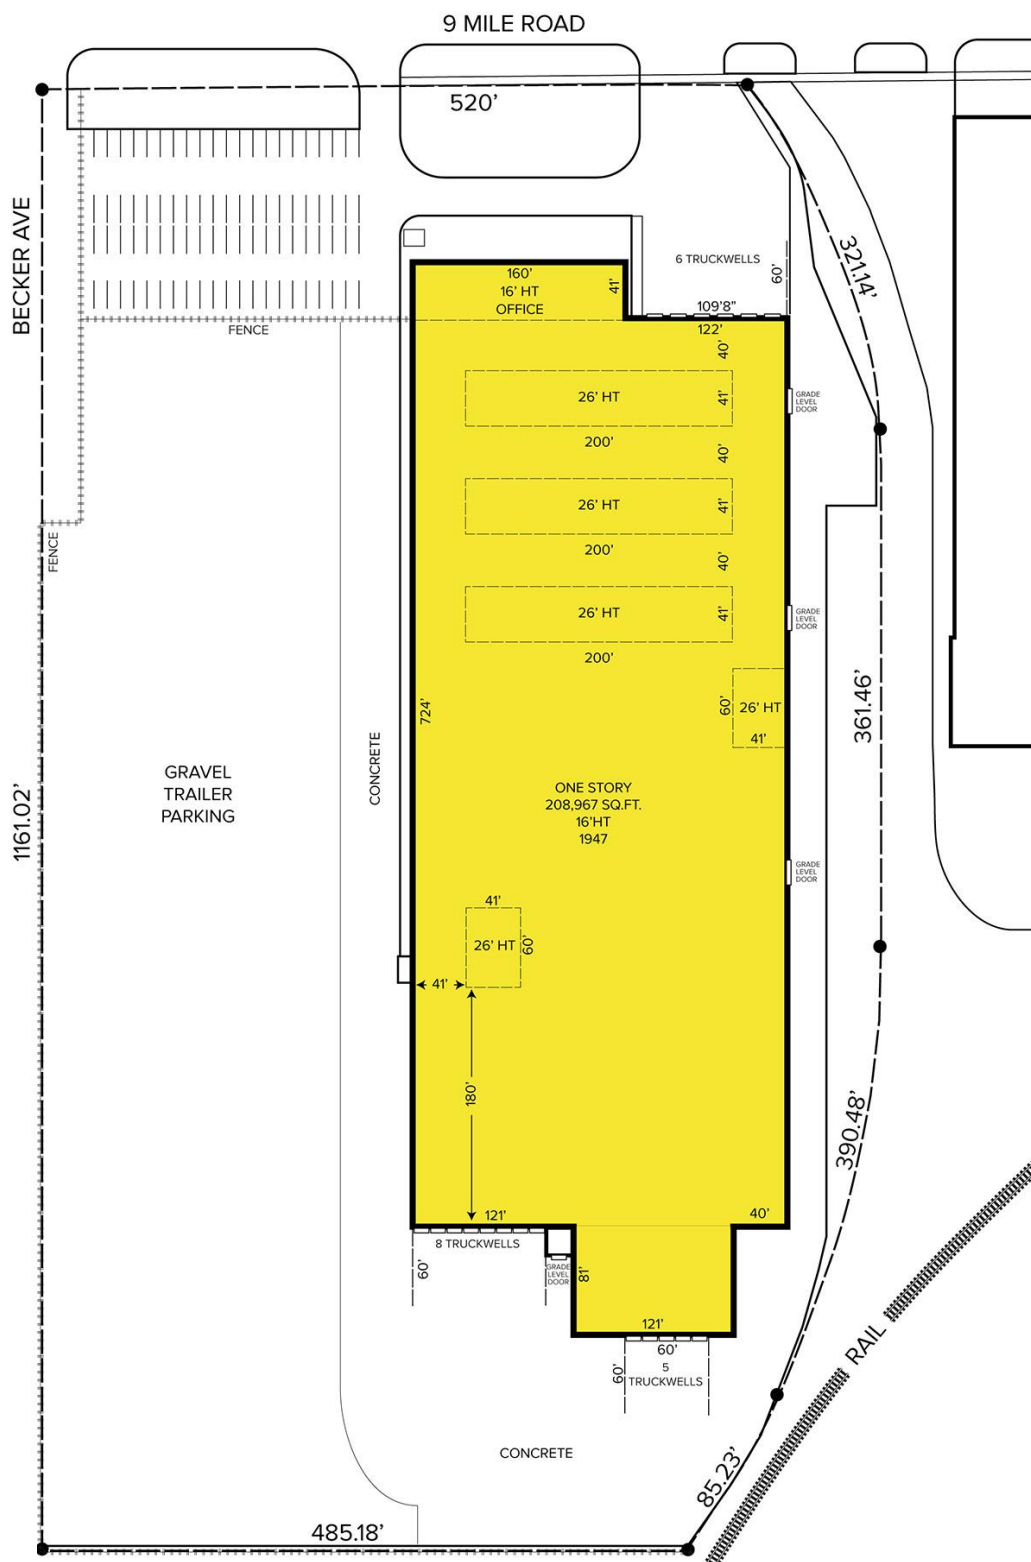 9 MILE ROAD
520’
BECKER AVE
321.14’
6 TRUCKWELLS
60’
160’
16’ HT
OFFICE
41’
109’8”
122’
FENCE
40’
26’ HT
41’
GRADE
LEVEL
DOOR
200’
40’
26’ HT
41’
200’
FENCE
40’
26’ HT
41’
GRADE
LEVEL
DOOR
200’
724’
60’
26’ HT
41’
361.46’
CONCRETE
GRAVEL
TRAILER
PARKING
1161.02’
ONE STORY
208,967 SQ.FT.
16’HT
1947
GRADE
LEVEL
DOOR
41’
26’ HT
60’
41’
180’
390.48’
121’
40’
8 TRUCKWELLS
60’
GRADE
LEVEL
DOOR
81’
121’
60’
60’
5
TRUCKWELLS
RAIL
CONCRETE
85.23’
485.18’